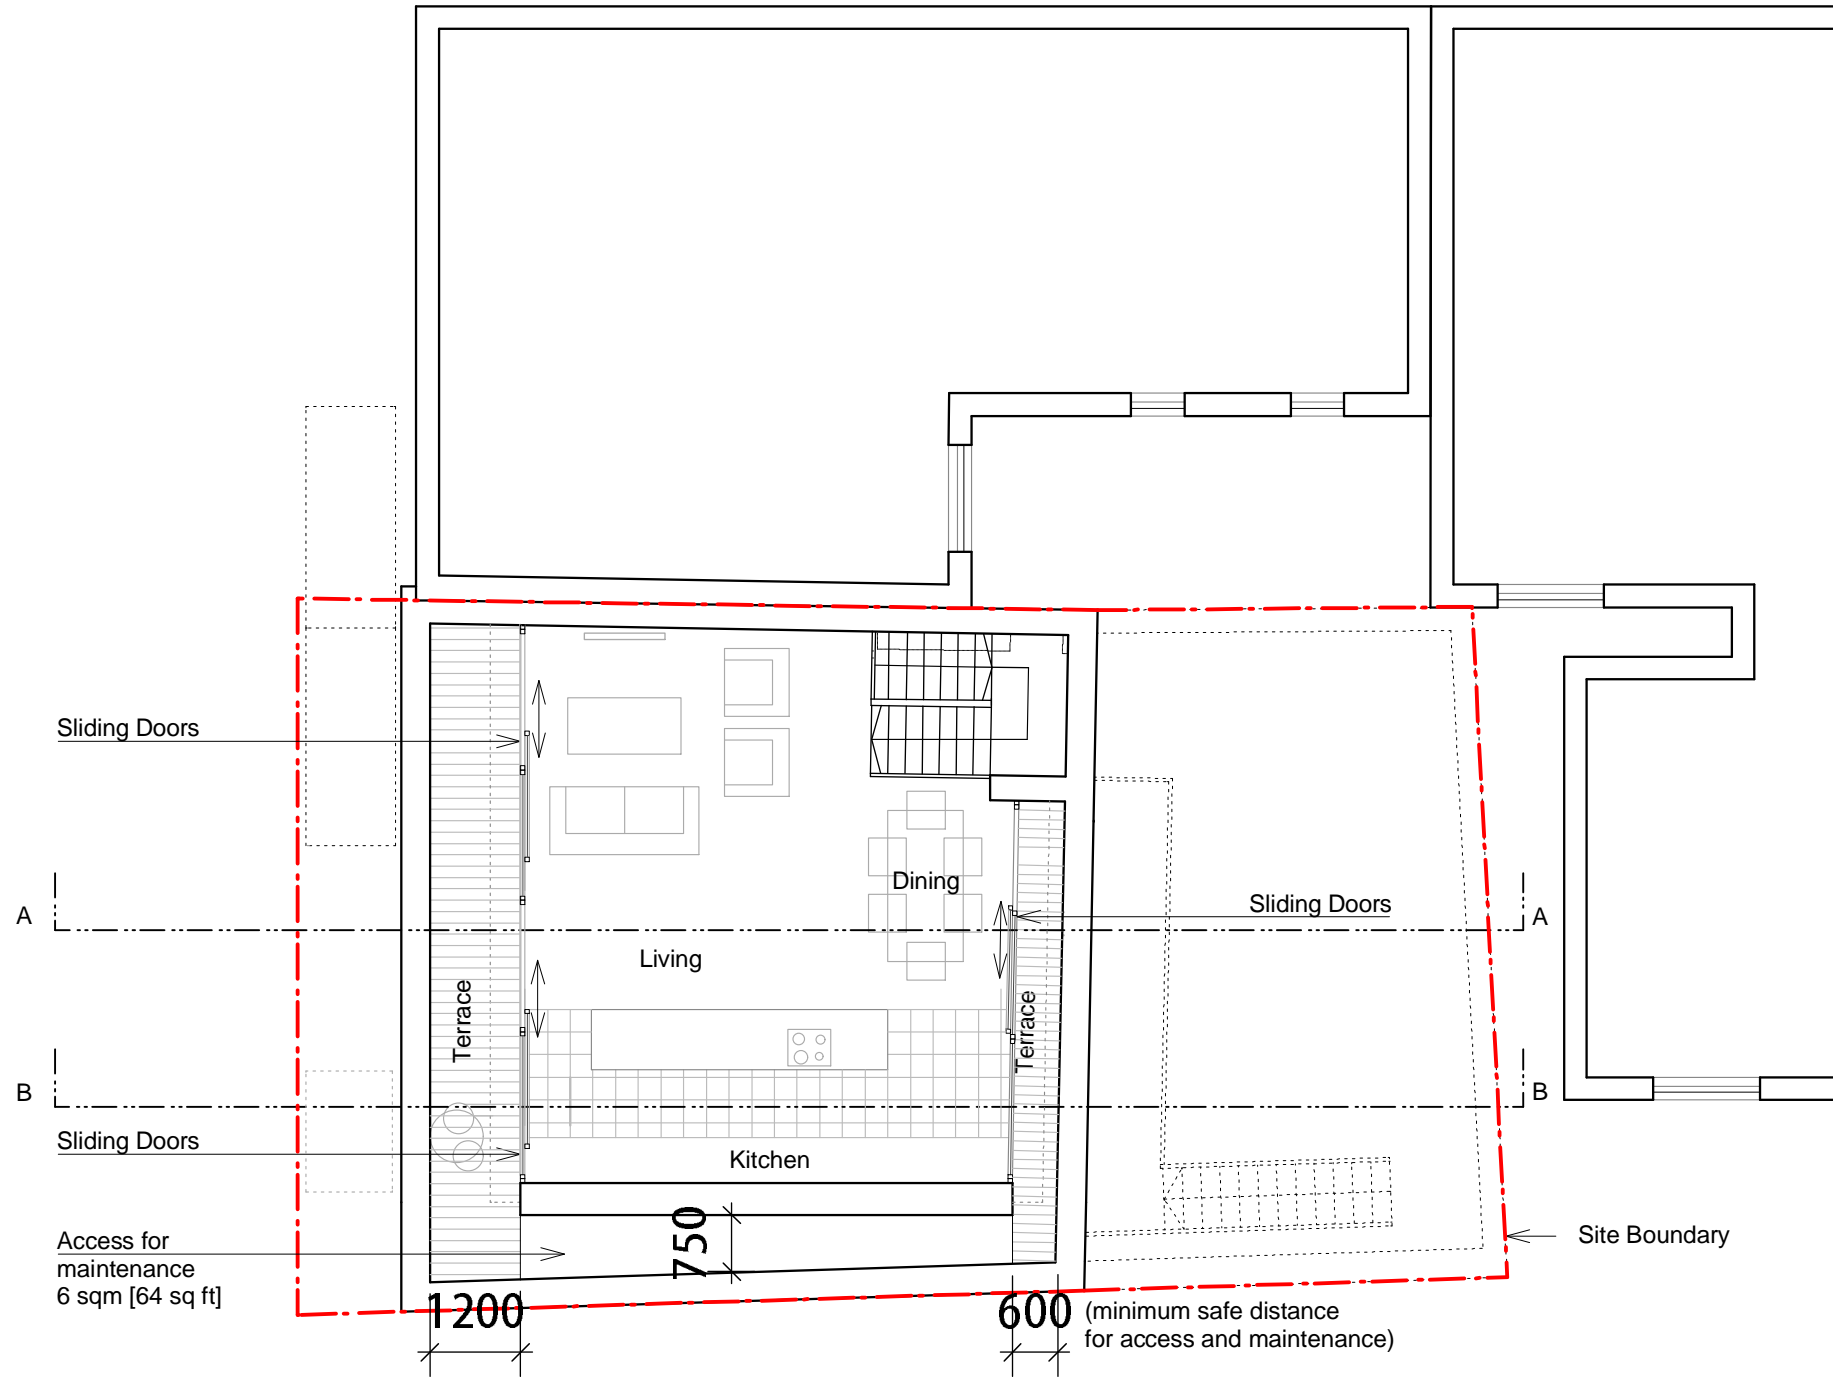 Sliding Doors
Dining
Sliding Doors
A
A
Living
Terrace
Terrace
B
B
Sliding Doors
Kitchen
750
Access for
maintenance
6 sqm [64 sq ft]
Site Boundary
1200
600
(minimum safe distance
for access and maintenance)